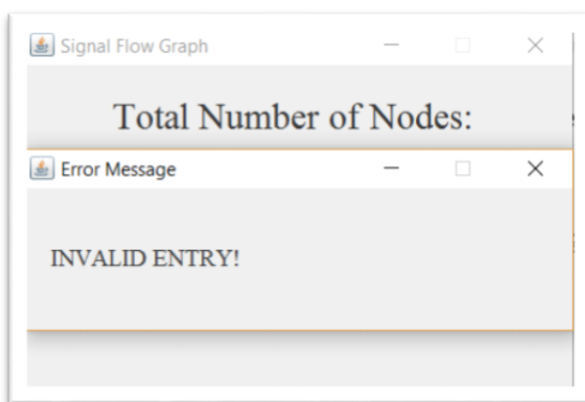 Signal Flow Graph
Total Number of Nodes:
Error Message
INVALID ENTRY!